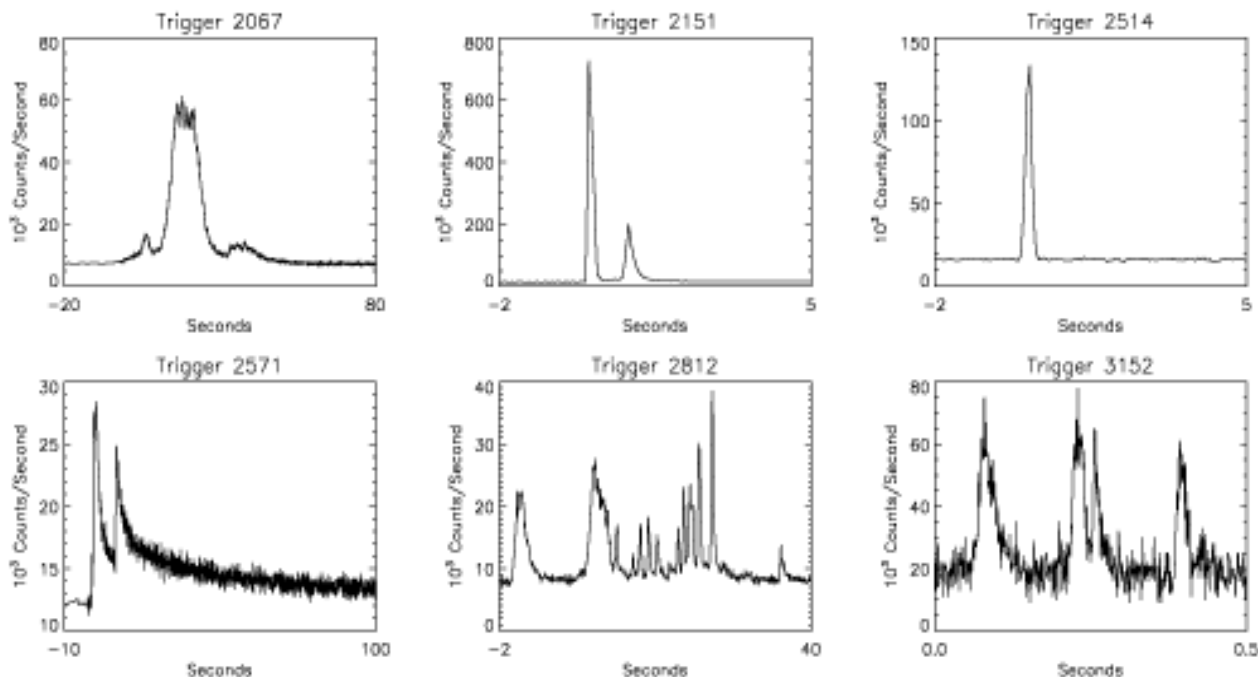 Trigger 2067
80
60
40
20
0
10³ Counts/Second
-20
80
Seconds
Trigger 2151
800
600
400
200
0
10³ Counts/Second
-2
5
Seconds
Trigger 2514
150
100
50
0
10³ Counts/Second
-2
5
Seconds
Trigger 2571
30
25
20
15
10
10³ Counts/Second
-10
100
Seconds
Trigger 2812
40
30
20
10
0
10³ Counts/Second
-2
40
Seconds
Trigger 3152
80
60
40
20
0
10³ Counts/Second
0.0
0.5
Seconds